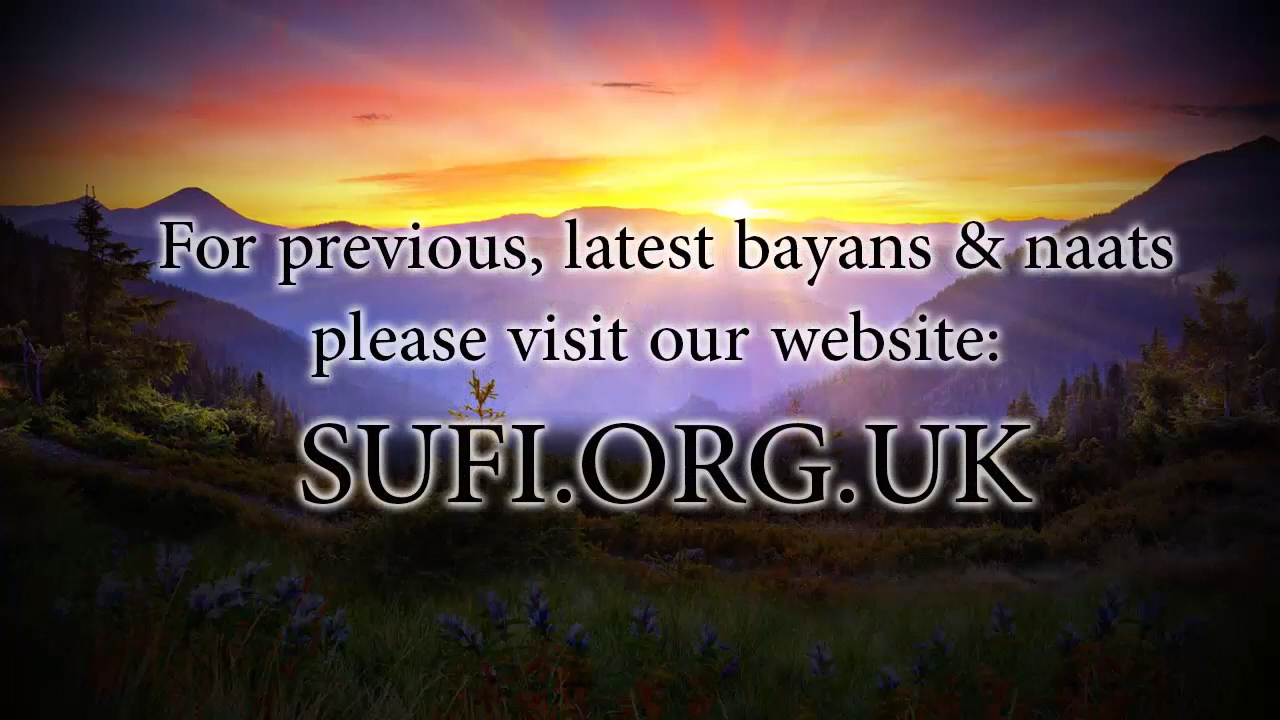 For previous, latest bayans & naats
please visit our website:
SUFI.ORG.UK